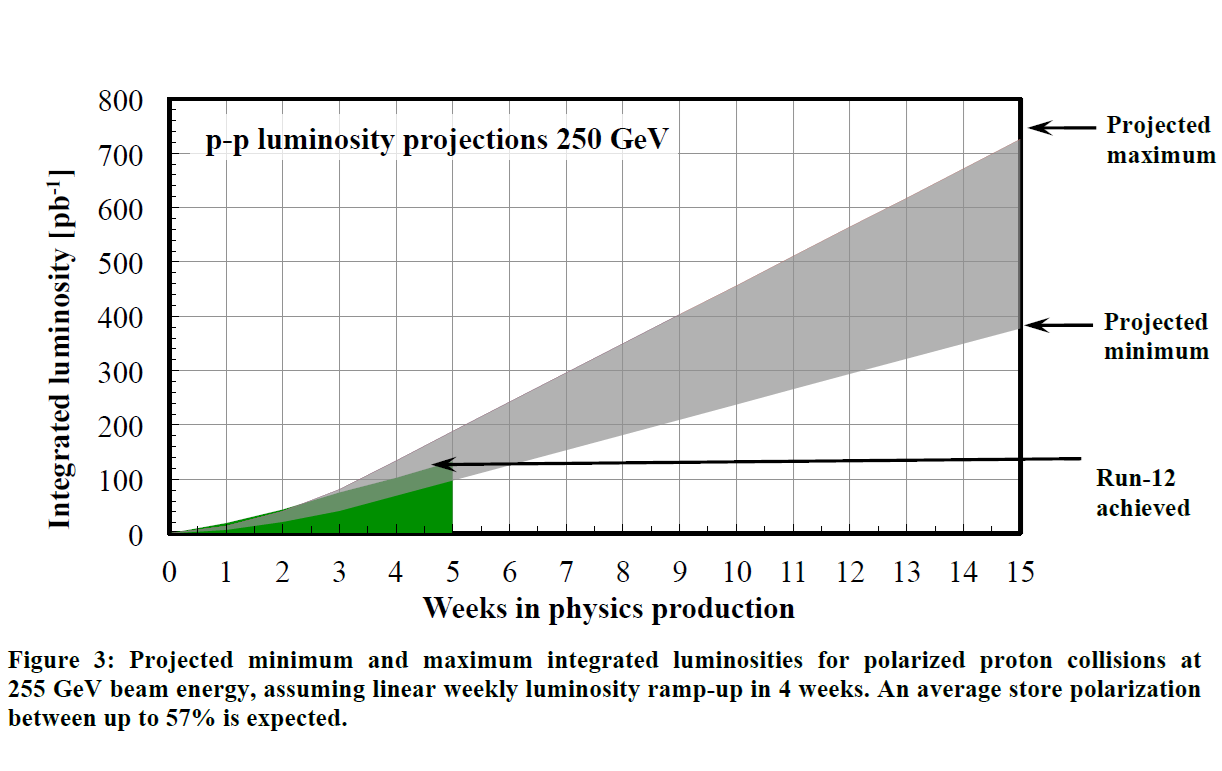 800
p-p luminosity projections 250 GeV
700
600
500
400
300
200
100
0
Integrated luminosity [pb-1]
Projected
maximum
Projected
minimum
Run-12
achieved
0 1 2 3 4 5 6 7 8 9 10 11 12 13 14 15
Weeks in physics production
Figure 3: Projected minimum and maximum integrated luminosities for polarized proton collisions at
255 GeV beam energy, assuming linear weekly luminosity ramp-up in 4 weeks. An average store polarization
between up to 57% is expected.